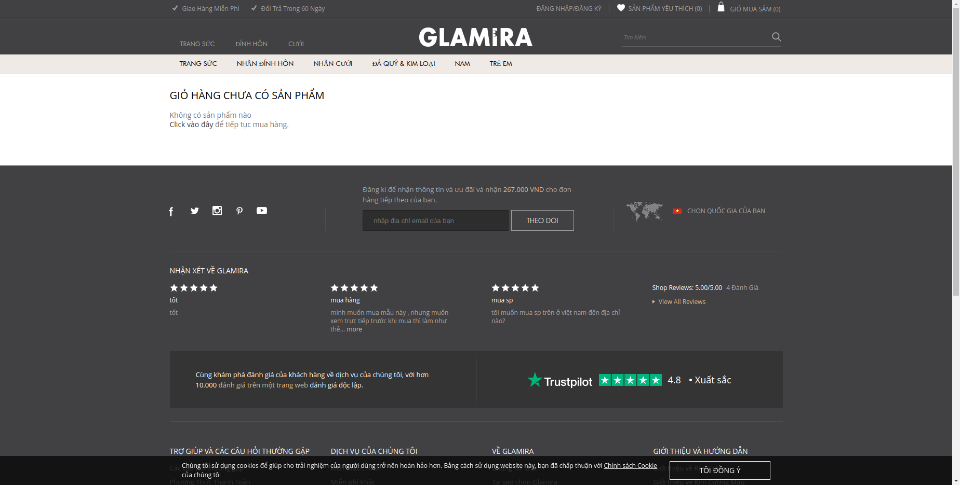 Giao Hàng Miễn Phí
Đổi Trả Trong 60 Ngày
ĐĂNG NHẬP/ĐĂNG KÝ
SẢN PHẨM YÊU THÍCH (0)
GIỎ MUA SẮM (0)
TRANG SỨC
ĐÍNH HÔN
CƯỚI
GLAMIRA
Tìm kiếm
TRANG SỨC
NHẪN ĐÍNH HÔN
NHẪN CƯỚI
ĐÁ QUÝ & KIM LOẠI
NAM
TRẺ EM
GIỎ HÀNG CHƯA CÓ SẢN PHẨM
Không có sản phẩm nào
Click vào đây để tiếp tục mua hàng.
Đăng kí để nhận thông tin và ưu đãi và nhận 267.000 VND cho đơn
hàng tiếp theo của bạn.
nhập địa chỉ email của bạn
THEO DÕI
CHỌN QUỐC GIA CỦA BẠN
NHẬN XÉT VỀ GLAMIRA
tốt
tốt
mua hàng
mình muốn mua mẫu này , nhưng muốn
xem trực tiếp trước khi mua thì làm như
thế... more
mua sp
tôi muốn mua sp trên ở việt nam đến địa chỉ
nào?
Shop Reviews: 5.00/5.00 4 Đánh Giá
View All Reviews
Cùng khám phá đánh giá của khách hàng về dịch vụ của chúng tôi, với hơn
10.000 đánh giá trên một trang web đánh giá độc lập.
Trustpilot
4.8 • Xuất sắc
TRỢ GIÚP VÀ CÁC CÂU HỎI THƯỜNG GẶP
DỊCH VỤ CỦA CHÚNG TÔI
VỀ GLAMIRA
GIỚI THIỆU VÀ HƯỚNG DẪN
Chúng tôi sử dụng cookies để giúp cho trải nghiệm của người dùng trở nên hoàn hảo hơn. Bằng cách sử dụng website này, bạn đã chấp thuận với Chính sách Cookie
của chúng tô
TÔI ĐỒNG Ý